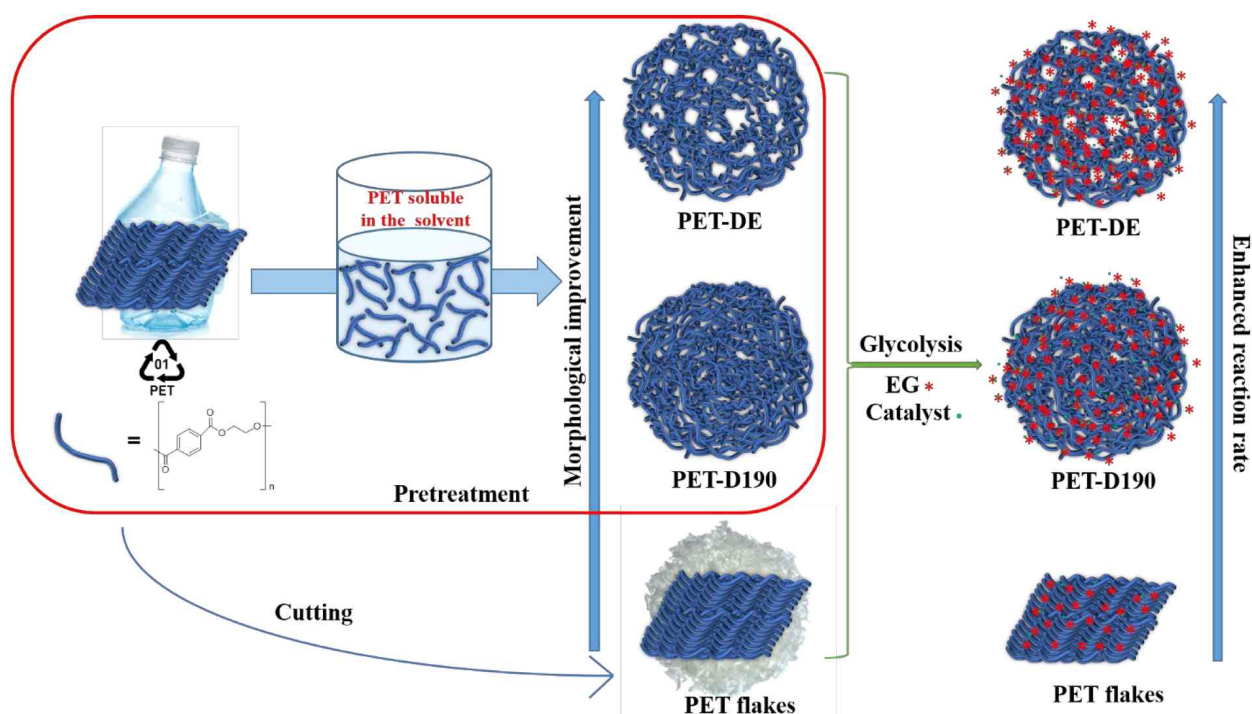 PET soluble
in the solvent
01
PET
=
O
O
O
O
n
Pretreatment
Cutting
Morphological improvement
PET-DE
PET-D190
PET flakes
Glycolysis
EG *
Catalyst .
PET-DE
PET-D190
PET flakes
Enhanced reaction rate